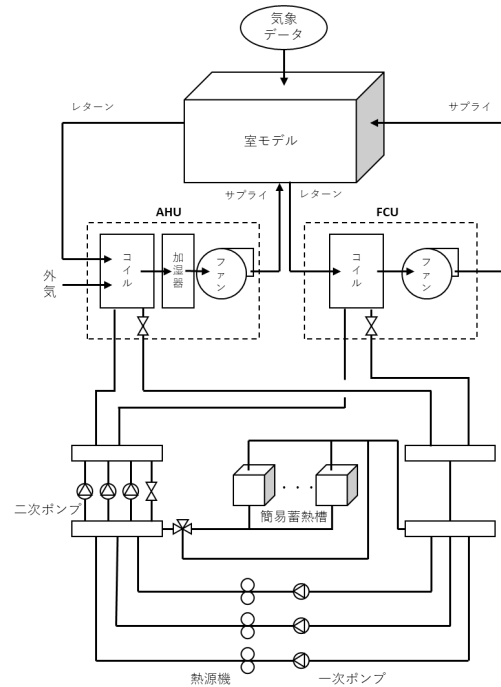 気象
データ
レターン
サプライ
室モデル
サプライ
レターン
AHU
FCU
外気
コイル
加湿器
ファン
コイル
ファン
二次ポンプ
簡易蓄熱槽
熱源機
一次ポンプ